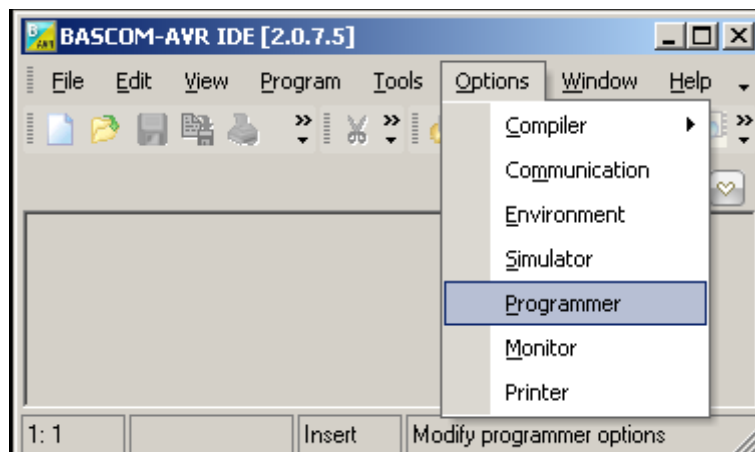 BASCOM-AVR IDE [2.0.7.5]
File Edit View Program Tools Options Window Help
Compiler
Communication
Environment
Simulator
Programmer
Monitor
Printer
1: 1 Insert Modify programmer options